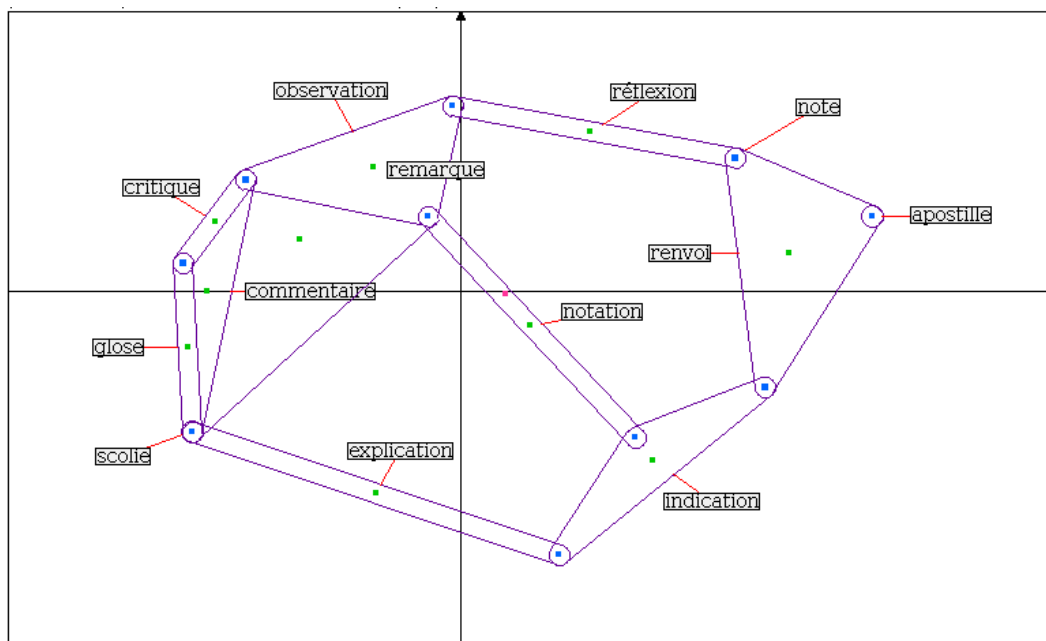 observation
réflexion
note
remarque
critique
apostille
renvoi
commentaire
notation
glose
explication
scolie
indication